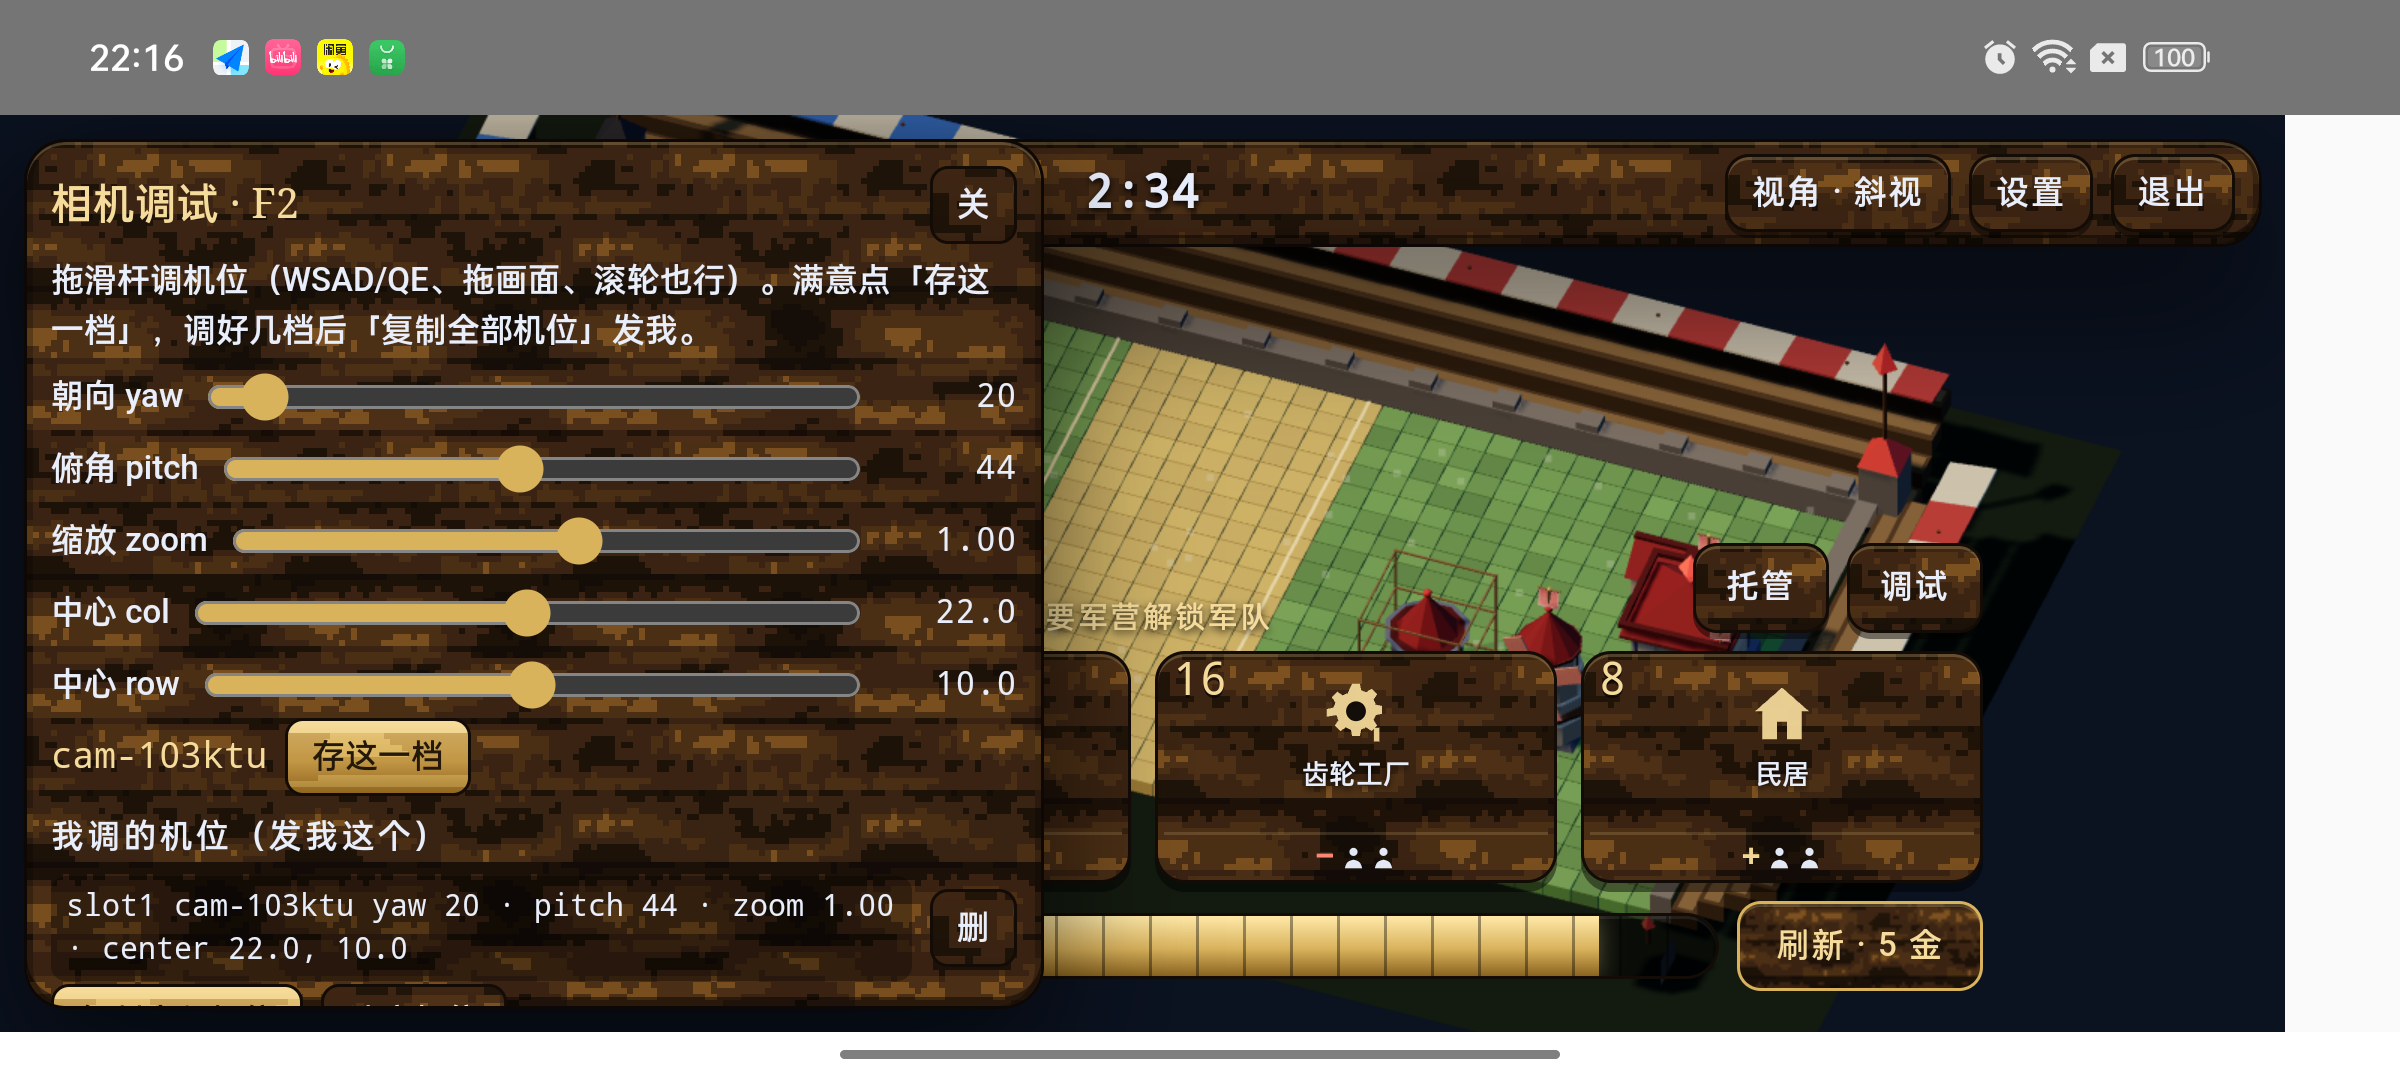 22:16
100
相机调试 · F2
关
2:34
视角 · 斜视
设置
退出
拖滑杆调机位（WSAD/QE、拖画面、滚轮也行）。满意点「存这
一档」，调好几档后「复制全部机位」发我。
朝向 yaw
20
俯角 pitch
44
缩放 zoom
1.00
中心 col
22.0
中心 row
10.0
cam-103ktu
存这一档
我调的机位（发我这个）
slot1 cam-103ktu yaw 20 · pitch 44 · zoom 1.00
· center 22.0, 10.0
删
要军营解锁军队
托管
调试
16
齿轮工厂
8
民居
刷新 · 5 金